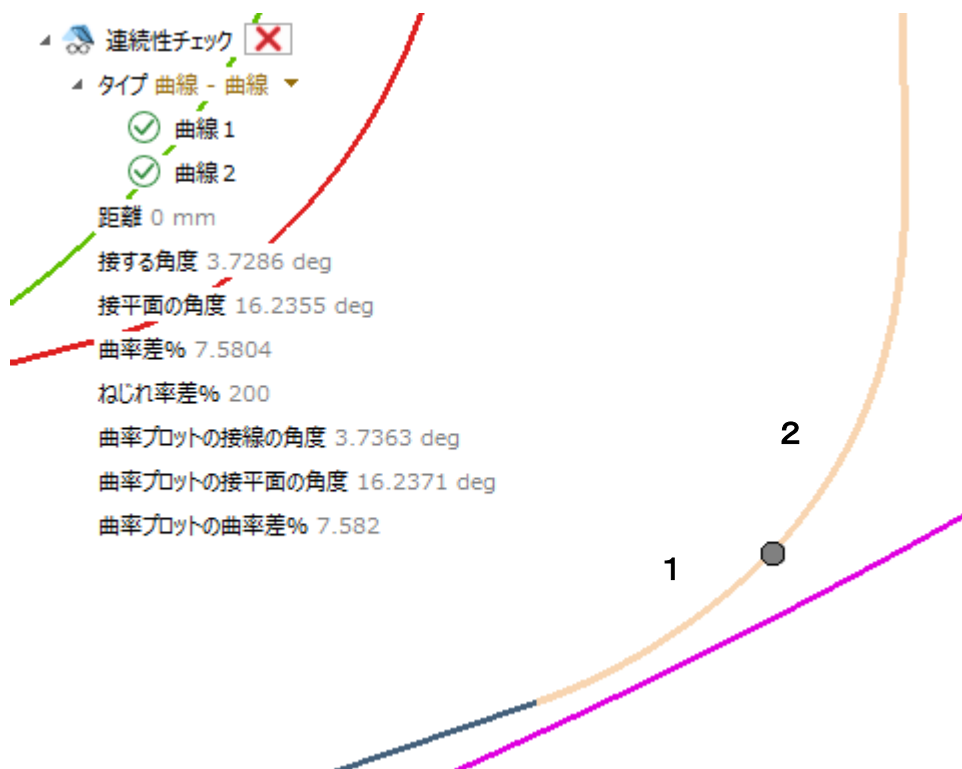 連続性チェック
タイプ 曲線 - 曲線
曲線 1
曲線 2
距離 0 mm
接する角度 3.7286 deg
接平面の角度 16.2355 deg
曲率差% 7.5804
ねじれ率差% 200
曲率プロットの接線の角度 3.7363 deg
曲率プロットの接平面の角度 16.2371 deg
曲率プロットの曲率差% 7.582
2
1